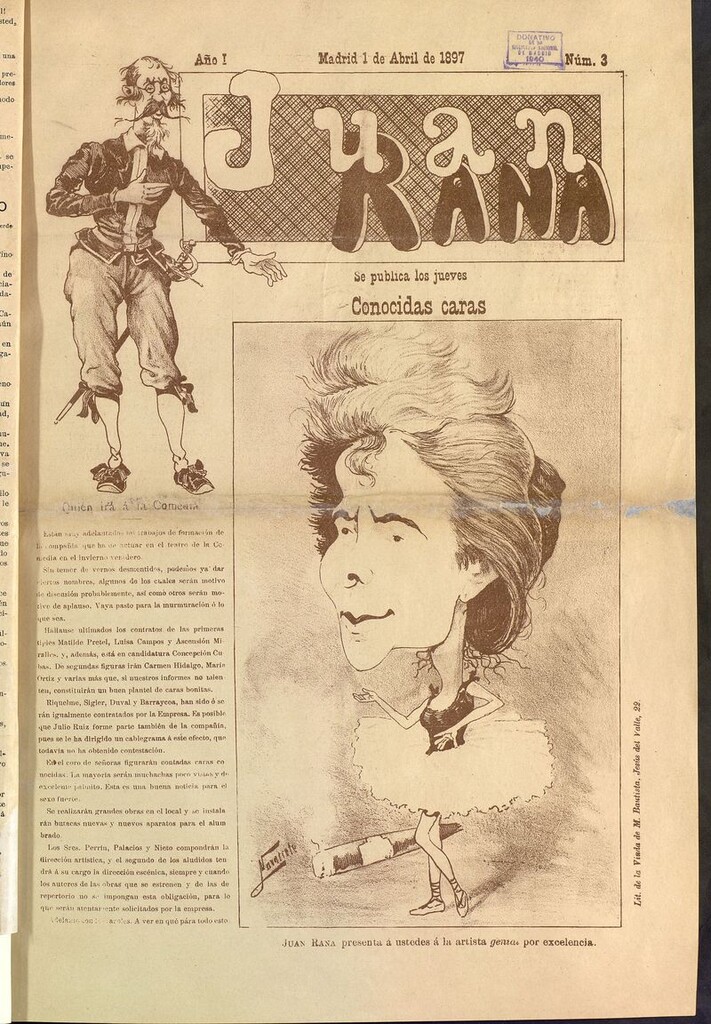 Año I
Madrid 1 de Abril de 1897
DONATIVO
DE MADRID
1940
Núm. 3
Juan
RANA
Se publica los jueves
Conocidas caras
Quién irá á la Comedia
Están muy adelantados los trabajos de formación de
la compañía que ha de actuar en el teatro de la Co
media en el invierno venidero.
Sin temor de vernos desmentidos, podemos ya dar
ciertos nombres, algunos de los cuales serán motivo
de discusión probablemente, así como otros serán mo-
tivo de aplauso. Vaya pasto para la murmuración ó lo
que sea.
Hállanse ultimados los contratos de las primeras
tiples Matilde Pretel, Luisa Campos y Ascensión Mi-
ralles, y, además, está en candidatura Concepción Cu
bas. De segundas figuras irán Carmen Hidalgo, María
Ortiz y varias más que, si nuestros informes no mien
ten, constituirán un buen plantel de caras bonitas.
Riquelme, Sigler, Duval y Barraycoa, han sido ó se
rán igualmente contratados por la Empresa. Es posible
que Julio Ruiz forme parte también de la compañía,
pues se le ha dirigido un cablegrama á este efecto, que
todavía no ha obtenido contestación.
En el coro de señoras figurarán contadas caras co
nocidas. La mayoría serán muchachas poco vistas y de
excelente palmito. Esta es una buena noticia para el
sexo fuerte.
Se realizarán grandes obras en el local y se instala
rán butacas nuevas y nuevos aparatos para el alum
brado.
Los Sres. Perrín, Palacios y Nieto compondrán la
dirección artística, y el segundo de los aludidos ten
drá á su cargo la dirección escénica, siempre y cuando
los autores de las obras que se estrenen y de las de
repertorio no se impongan esta obligación, para lo
que serán atentamente solicitados por la empresa.
A ver en qué pára todo esto.
Lit. de la Viuda de M. Bautista, Jesús del Valle, 22.
JUAN RANA presenta á ustedes á la artista genial por excelencia.